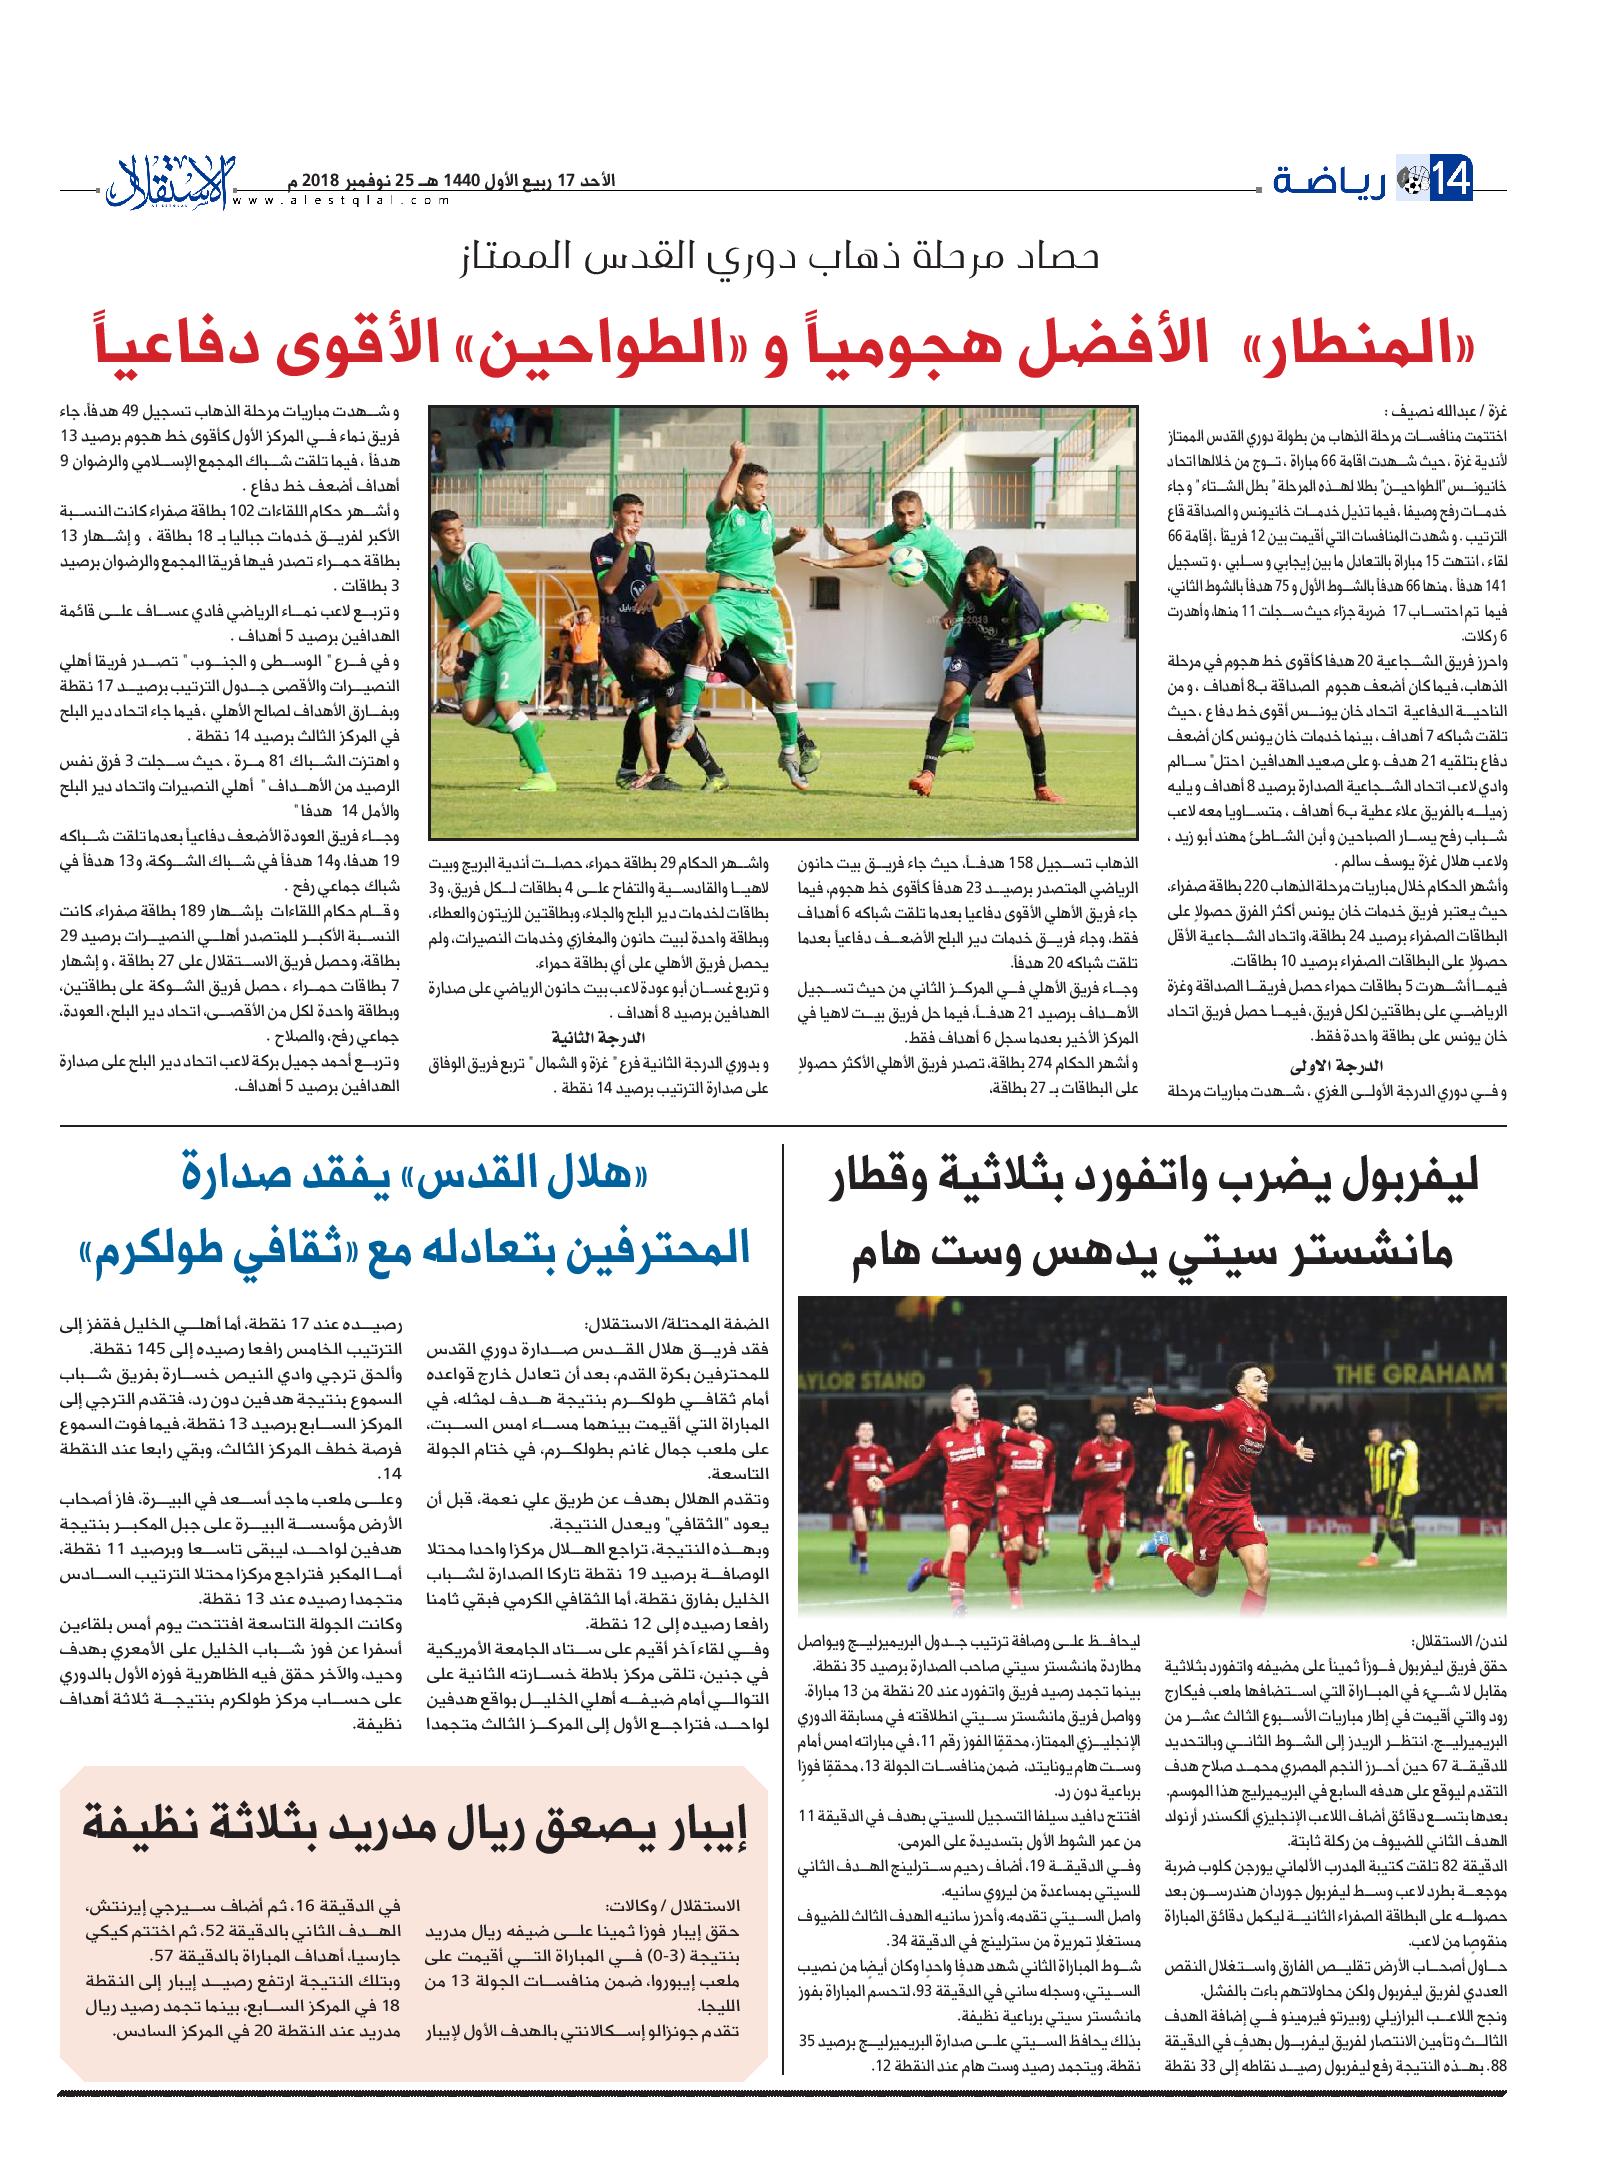 14
رياضة
الأحد 17 ربيع الأول 1440 هـ 25 نوفمبر 2018 م
الاستقلال
www.alestqlal.com
حصاد مرحلة ذهاب دوري القدس الممتاز
«المنطار» الأفضل هجومياً و «الطواحين» الأقوى دفاعياً
غزة / عبدالله نصيف :
اختتمت منافسات مرحلة الذهاب من بطولة دوري القدس الممتاز
لأندية غزة ، حيث شهدت اقامة 66 مباراة ، توج من خلالها اتحاد
خانيونس "الطواحين" بطلا لهذه المرحلة " بطل الشتاء " و جاء
خدمات رفح وصيفا ، فيما تذيل خدمات خانيونس و الصداقة قاع
الترتيب . و شهدت المنافسات التي أقيمت بين 12 فريقاً ، إقامة 66
لقاء ، انتهت 15 مباراة بالتعادل ما بين إيجابي و سلبي ، و تسجيل
141 هدفاً ، منها 66 هدفاً بالشوط الأول و 75 هدفاً بالشوط الثاني،
فيما تم احتساب 17 ضربة جزاء حيث سجلت 11 منها، وأهدرت
6 ركلات.
واحرز فريق الشجاعية 20 هدفا كأقوى خط هجوم في مرحلة
الذهاب، فيما كان أضعف هجوم الصداقة ب8 أهداف ، و من
الناحية الدفاعية اتحاد خان يونس أقوى خط دفاع ، حيث
تلقت شباكه 7 أهداف ، بينما خدمات خان يونس كان أضعف
دفاع بتلقيه 21 هدف .و على صعيد الهدافين احتل" سالم
وادي لاعب اتحاد الشجاعية الصدارة برصيد 8 أهداف و يليه
زميله بالفريق علاء عطية ب6 أهداف ، متساويا معه لاعب
شباب رفح يسار الصباحين و أبن الشاطئ مهند أبو زيد ،
ولاعب هلال غزة يوسف سالم .
وأشهر الحكام خلال مباريات مرحلة الذهاب 220 بطاقة صفراء،
حيث يعتبر فريق خدمات خان يونس أكثر الفرق حصولا على
البطاقات الصفراء برصيد 24 بطاقة، واتحاد الشجاعية الأقل
حصولا على البطاقات الصفراء برصيد 10 بطاقات.
فيما أشهرت 5 بطاقات حمراء حصل فريقا الصداقة وغزة
الرياضي على بطاقتين لكل فريق، فيما حصل فريق اتحاد
خان يونس على بطاقة واحدة فقط.
الدرجة الاولى
و في دوري الدرجة الأولى الغزي ، شهدت مباريات مرحلة
الذهاب تسجيل 158 هدفاً، حيث جاء فريق بيت حانون
الرياضي المتصدر برصيد 23 هدفاً كأقوى خط هجوم، فيما
جاء فريق الأهلي الأقوى دفاعيا بعدما تلقت شباكه 6 أهداف
فقط، وجاء فريق خدمات دير البلح الأضعف دفاعياً بعدما
تلقت شباكه 20 هدفاً.
وجاء فريق الأهلي في المركز الثاني من حيث تسجيل
الأهداف برصيد 21 هدفاً، فيما حل فريق بيت لاهيا في
المركز الأخير بعدما سجل 6 أهداف فقط.
و أشهر الحكام 274 بطاقة، تصدر فريق الأهلي الأكثر حصولاً
على البطاقات بـ 27 بطاقة،
واشهر الحكام 29 بطاقة حمراء، حصلت أندية البريج وبيت
لاهيا والقادسية والتفاح على 4 بطاقات لكل فريق، و3
بطاقات لخدمات دير البلح والجلاء، وبطاقتين للزيتون والعطاء،
وبطاقة واحدة لبيت حانون والمغازي وخدمات النصيرات، ولم
يحصل فريق الأهلي على أي بطاقة حمراء.
و تربع غسان أبو عودة لاعب بيت حانون الرياضي على صدارة
الهدافين برصيد 8 أهداف .
الدرجة الثانية
و بدوري الدرجة الثانية فرع " غزة و الشمال " تربع فريق الوفاق
على صدارة الترتيب برصيد 14 نقطة .
و شهدت مباريات مرحلة الذهاب تسجيل 49 هدفاً، جاء
فريق نماء في المركز الأول كأقوى خط هجوم برصيد 13
هدفاً ، فيما تلقت شباك المجمع الإسلامي والرضوان 9
أهداف أضعف خط دفاع .
و أشهر حكام اللقاءات 102 بطاقة صفراء كانت النسبة
الأكبر لفريق خدمات جباليا بـ 18 بطاقة ، و إشهار 13
بطاقة حمراء تصدر فيها فريقا المجمع والرضوان برصيد
3 بطاقات .
و تربع لاعب نماء الرياضي فادي عساف على قائمة
الهدافين برصيد 5 أهداف .
و في فرع " الوسطى و الجنوب " تصدر فريقا أهلي
النصيرات والأقصى جدول الترتيب برصيد 17 نقطة
وبفارق الأهداف لصالح الأهلي ، فيما جاء اتحاد دير البلح
في المركز الثالث برصيد 14 نقطة .
و اهتزت الشباك 81 مرة ، حيث سجلت 3 فرق نفس
الرصيد من الأهداف " أهلي النصيرات واتحاد دير البلح
والأمل 14 هدفا "
وجاء فريق العودة الأضعف دفاعياً بعدما تلقت شباكه
19 هدفا، و14 هدفاً في شباك الشوكة، و13 هدفاً في
شباك جماعي رفح .
و قام حكام اللقاءات بإشهار 189 بطاقة صفراء، كانت
النسبة الأكبر للمتصدر أهلي النصيرات برصيد 29
بطاقة، وحصل فريق الاستقلال على 27 بطاقة ، و إشهار
7 بطاقات حمراء ، حصل فريق الشوكة على بطاقتين،
وبطاقة واحدة لكل من الأقصى، اتحاد دير البلح، العودة،
جماعي رفح، والصلاح .
وتربع أحمد جميل بركة لاعب اتحاد دير البلح على صدارة
الهدافين برصيد 5 أهداف.
ليفربول يضرب واتفورد بثلاثية وقطار
مانشستر سيتي يدهس وست هام
AYLOR STAND
THE GRAHAM T
لندن/ الاستقلال:
حقق فريق ليفربول فوزاً ثميناً على مضيفه واتفورد بثلاثية
مقابل لا شيء في المباراة التي استضافها ملعب فيكارج
رود والتي أقيمت في إطار مباريات الأسبوع الثالث عشر من
البريميرليج. انتظر الريدز إلى الشوط الثاني وبالتحديد
للدقيقة 67 حين أحرز النجم المصري محمد صلاح هدف
التقدم ليوقع على هدفه السابع في البريميرليج هذا الموسم.
بعدها بتسع دقائق أضاف اللاعب الإنجليزي ألكسندر أرنولد
الهدف الثاني للضيوف من ركلة ثابتة.
الدقيقة 82 تلقت كتيبة المدرب الألماني يورجن كلوب ضربة
موجعة بطرد لاعب وسط ليفربول جوردان هندرسون بعد
حصوله على البطاقة الصفراء الثانية ليكمل دقائق المباراة
منقوصا من لاعب.
حاول أصحاب الأرض تقليص الفارق واستغلال النقص
العددي لفريق ليفربول ولكن محاولاتهم باءت بالفشل.
ونجح اللاعب البرازيلي روبيرتو فيرمينو في إضافة الهدف
الثالث وتأمين الانتصار لفريق ليفربول بهدفٍ في الدقيقة
88. بهذه النتيجة رفع ليفربول رصيد نقاطه إلى 33 نقطة
ليحافظ على وصافة ترتيب جدول البريميرليج ويواصل
مطاردة مانشستر سيتي صاحب الصدارة برصيد 35 نقطة.
بينما تجمد رصيد فريق واتفورد عند 20 نقطة من 13 مباراة.
وواصل فريق مانشستر سيتي انطلاقته في مسابقة الدوري
الإنجليزي الممتاز، محققا الفوز رقم 11، في مباراته امس أمام
وست هام يونايتد، ضمن منافسات الجولة 13، محققًا فوزًا
برباعية دون رد.
افتتح دافيد سيلفا التسجيل للسيتي بهدف في الدقيقة 11
من عمر الشوط الأول بتسديدة على المرمى.
وفي الدقيقة 19، أضاف رحيم سترلينج الهدف الثاني
للسيتي بمساعدة من ليروي سانيه.
واصل السيتي تقدمه، وأحرز سانيه الهدف الثالث للضيوف
مستغلا تمريرة من سترلينج في الدقيقة 34.
شوط المباراة الثاني شهد هدفًا واحدًا وكان أيضًا من نصيب
السيتي، وسجله ساني في الدقيقة 93، لتحسم المباراة بفوز
مانشستر سيتي برباعية نظيفة.
بذلك يحافظ السيتي على صدارة البريميرليج برصيد 35
نقطة، ويتجمد رصيد وست هام عند النقطة 12.
«هلال القدس» يفقد صدارة
المحترفين بتعادله مع «ثقافي طولكرم»
الضفة المحتلة/ الاستقلال:
فقد فريق هلال القدس صدارة دوري القدس
للمحترفين بكرة القدم، بعد أن تعادل خارج قواعده
أمام ثقافي طولكرم بنتيجة هدف لمثله، في
المباراة التي أقيمت بينهما مساء امس السبت،
على ملعب جمال غانم بطولكرم، في ختام الجولة
التاسعة.
وتقدم الهلال بهدف عن طريق علي نعمة، قبل أن
يعود "الثقافي" ويعدل النتيجة.
وبهذه النتيجة، تراجع الهلال مركزا واحدا محتلا
الوصافة برصيد 19 نقطة تاركا الصدارة لشباب
الخليل بفارق نقطة، أما الثقافي الكرمي فبقي ثامنا
رافعا رصيده إلى 12 نقطة.
وفي لقاء آخر أقيم على ستاد الجامعة الأمريكية
في جنين، تلقى مركز بلاطة خسارته الثانية على
التوالي أمام ضيفه أهلي الخليل بواقع هدفين
لواحد، فتراجع الأول إلى المركز الثالث متجمدا
رصيده عند 17 نقطة، أما أهلي الخليل فقفز إلى
الترتيب الخامس رافعا رصيده إلى 145 نقطة.
وألحق ترجي وادي النيص خسارة بفريق شباب
السموع بنتيجة هدفين دون رد، فتقدم الترجي إلى
المركز السابع برصيد 13 نقطة، فيما فوت السموع
فرصة خطف المركز الثالث، وبقي رابعا عند النقطة
14.
وعلى ملعب ماجد أسعد في البيرة، فاز أصحاب
الأرض مؤسسة البيرة على جبل المكبر بنتيجة
هدفين لواحد، ليبقى تاسعا وبرصيد 11 نقطة،
أما المكبر فتراجع مركزا محتلا الترتيب السادس
متجمدا رصيده عند 13 نقطة.
وكانت الجولة التاسعة افتتحت يوم أمس بلقاءين
أسفرا عن فوز شباب الخليل على الأمعري بهدف
وحيد، والآخر حقق فيه الظاهرية فوزه الأول بالدوري
على حساب مركز طولكرم بنتيجة ثلاثة أهداف
نظيفة.
إيبار يصعق ريال مدريد بثلاثة نظيفة
الاستقلال / وكالات:
حقق إيبار فوزا ثمينا على ضيفه ريال مدريد
بنتيجة (3-0) في المباراة التي أقيمت على
ملعب إيبوروا، ضمن منافسات الجولة 13 من
الليجا.
تقدم جونزالو إسكالانتي بالهدف الأول لإيبار
في الدقيقة 16، ثم أضاف سيرجي إيرنتش،
الهدف الثاني بالدقيقة 52، ثم اختتم كيكي
جارسيا، أهداف المباراة بالدقيقة 57.
وبتلك النتيجة ارتفع رصيد إيبار إلى النقطة
18 في المركز السابع، بينما تجمد رصيد ريال
مدريد عند النقطة 20 في المركز السادس.